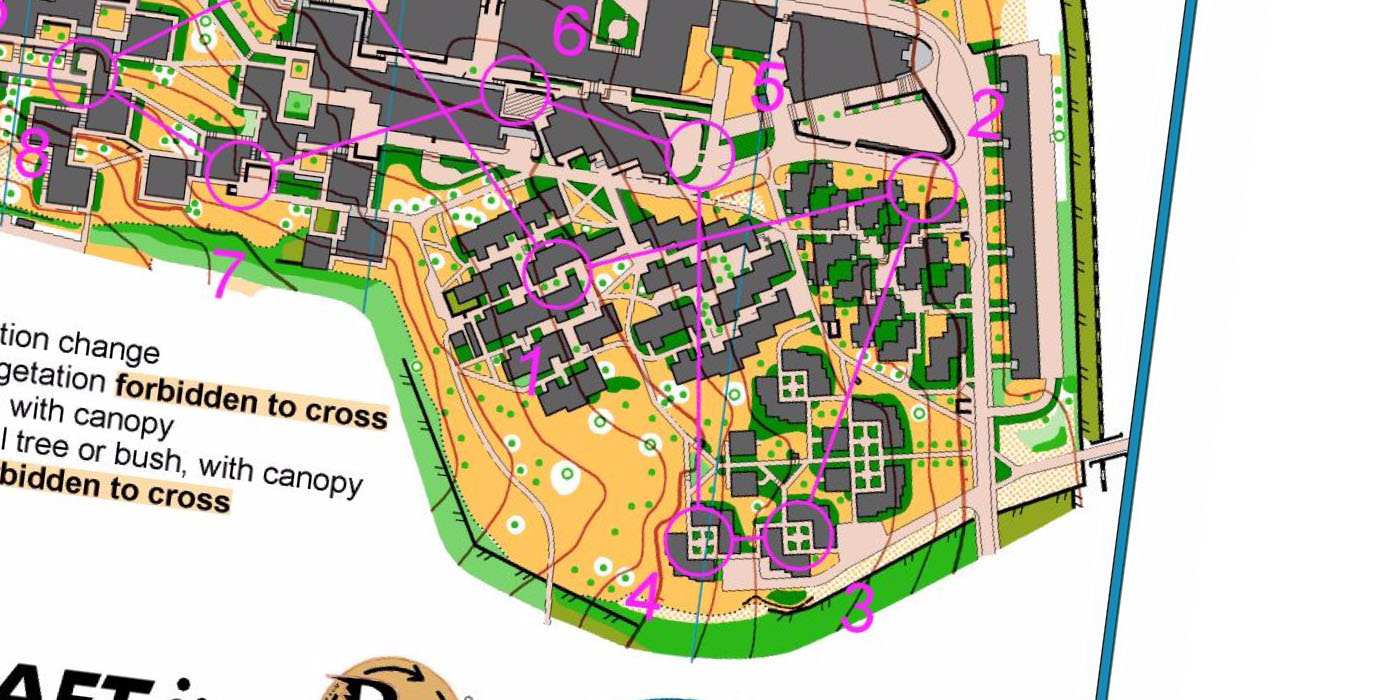 6
5
2
8
7
1
4
3
tion change
getation forbidden to cross
with canopy
l tree or bush, with canopy
bidden to cross